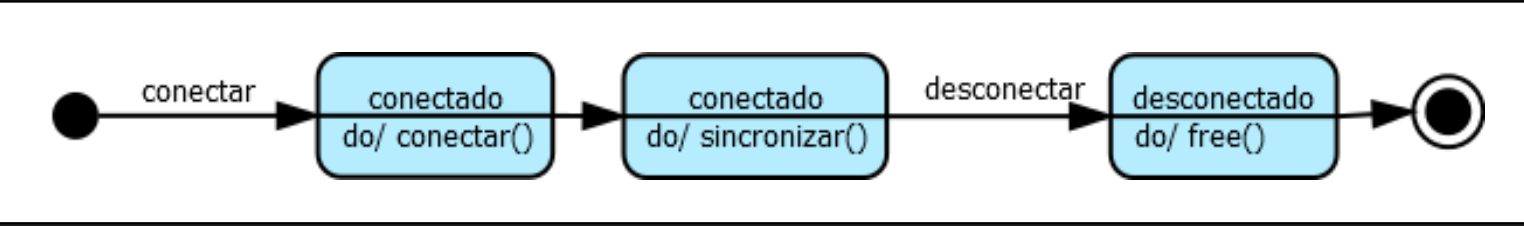 conectar
conectado
do/ conectar()
conectado
do/ sincronizar()
desconectar
desconectado
do/ free()